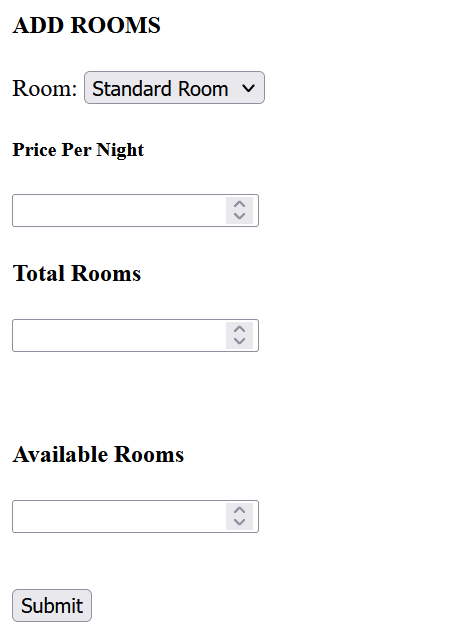 ADD ROOMS
Room: Standard Room
Price Per Night
Total Rooms
Available Rooms
Submit